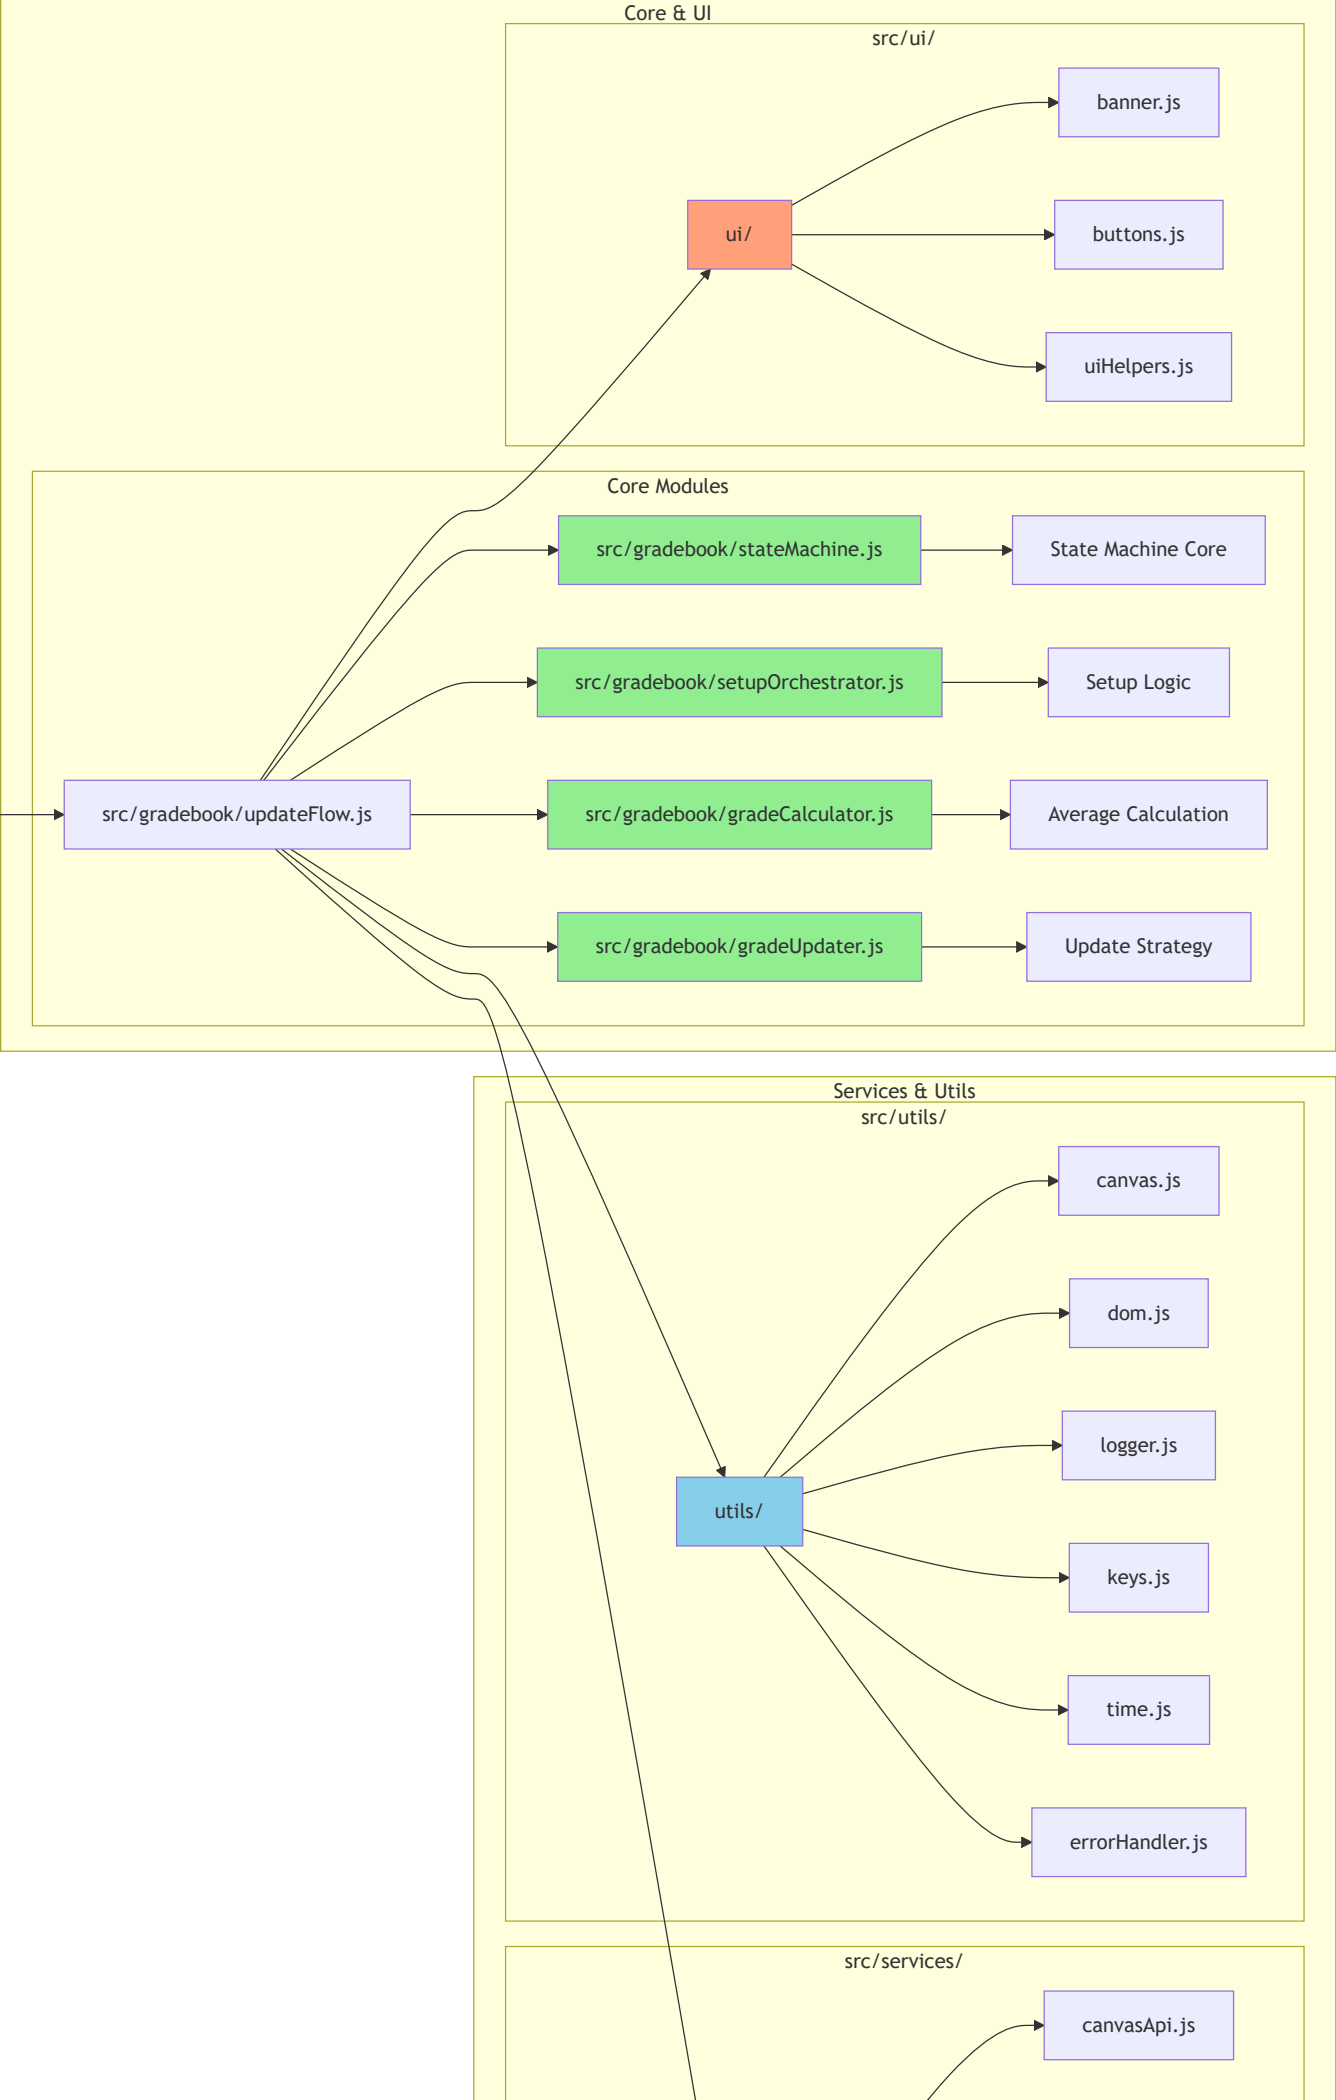 Core & UI
src/ui/
banner.js
ui/
buttons.js
uiHelpers.js
Core Modules
src/gradebook/stateMachine.js
State Machine Core
src/gradebook/setupOrchestrator.js
Setup Logic
src/gradebook/updateFlow.js
src/gradebook/gradeCalculator.js
Average Calculation
src/gradebook/gradeUpdater.js
Update Strategy
Services & Utils
src/utils/
canvas.js
dom.js
logger.js
utils/
keys.js
time.js
errorHandler.js
src/services/
canvasApi.js